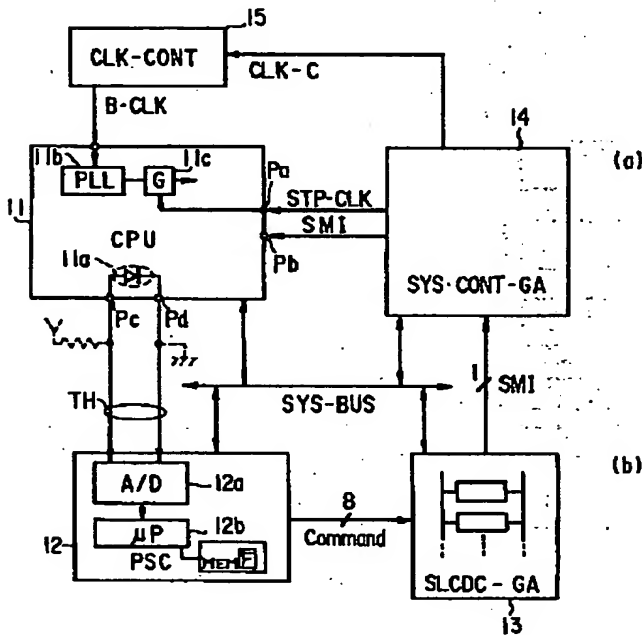 15
CLK-CONT
CLK-C
B-CLK
14
(a)
11b
PLL
11c
G
Pa
STP-CLK
SMI
Pb
11
CPU
11a
SYS·CONT-GA
Pc
Pd
V
TH
SYS-BUS
1
SMI
(b)
A/D
12a
μP
12b
12
PSC
MEM
F
8
Command
SLCDC-GA
13